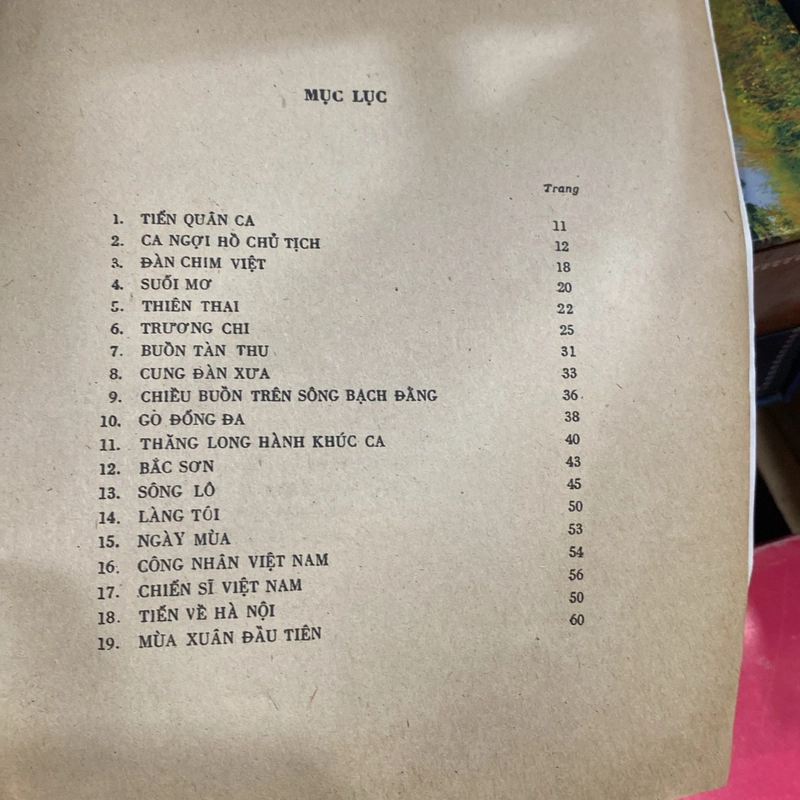 MỤC LỤC
Trang
1. TIẾN QUÂN CA 11
2. CA NGỢI HỒ CHỦ TỊCH 12
3. ĐÀN CHIM VIỆT 18
4. SUỐI MƠ 20
5. THIÊN THAI 22
6. TRƯƠNG CHI 25
7. BUỒN TÀN THU 31
8. CUNG ĐÀN XƯA 33
9. CHIỀU BUỒN TRÊN SÔNG BẠCH ĐẰNG 36
10. GÒ ĐỐNG ĐA 38
11. THĂNG LONG HÀNH KHÚC CA 40
12. BẮC SƠN 43
13. SÔNG LÔ 45
14. LÀNG TÔI 50
15. NGÀY MÙA 53
16. CÔNG NHÂN VIỆT NAM 54
17. CHIẾN SĨ VIỆT NAM 56
18. TIẾN VỀ HÀ NỘI 50
19. MÙA XUÂN ĐẦU TIÊN 60